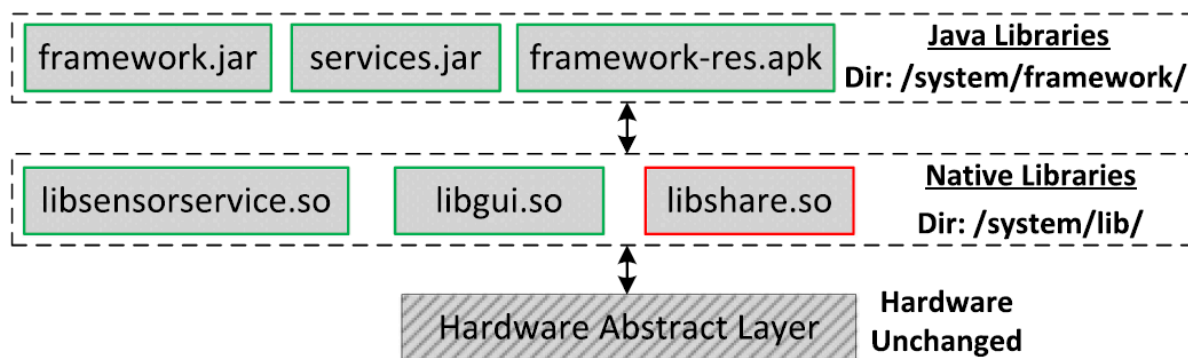 framework.jar services.jar framework-res.apk Java Libraries
Dir: /system/framework/
libsensorservice.so libgui.so libshare.so Native Libraries
Dir: /system/lib/
Hardware Abstract Layer Hardware
Unchanged